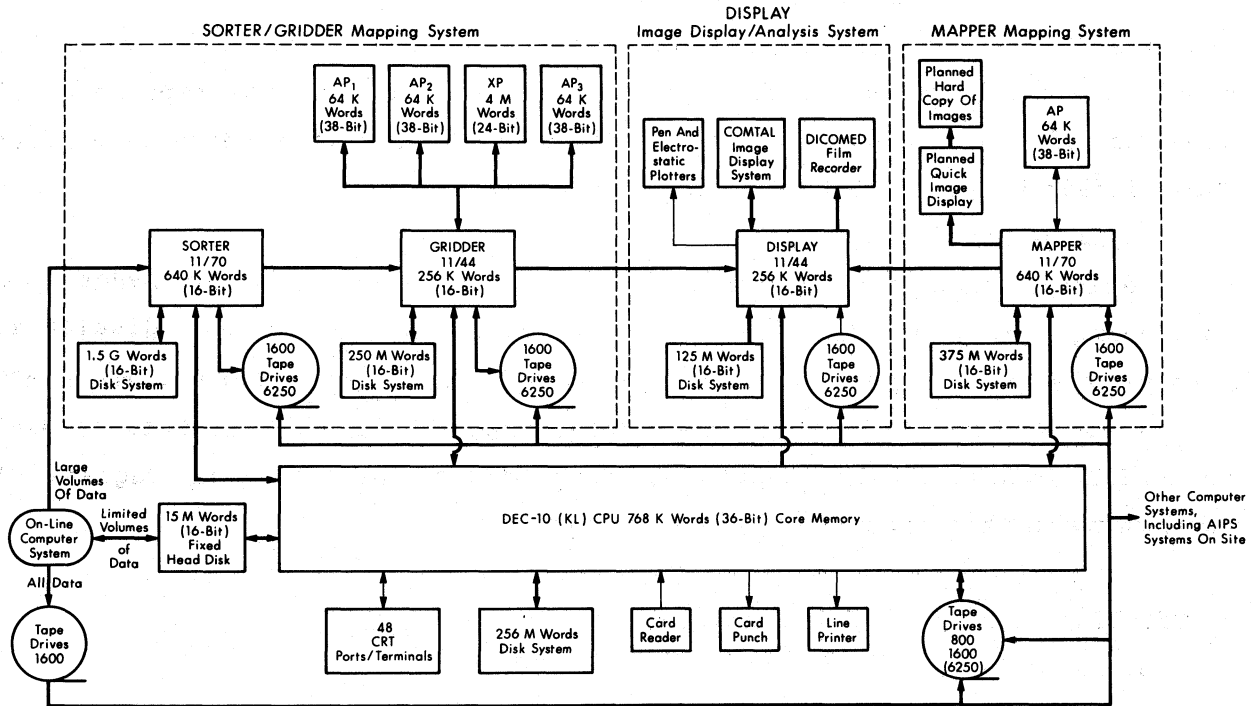 SORTER/GRIDDER Mapping System
DISPLAY
Image Display/Analysis System
MAPPER Mapping System
AP1
64 K
Words
(38-Bit)
AP2
64 K
Words
(38-Bit)
XP
4 M
Words
(24-Bit)
AP3
64 K
Words
(38-Bit)
Pen And
Electro-
static
Plotters
COMTAL
Image
Display
System
DICOMED
Film
Recorder
Planned
Hard
Copy Of
Images
Planned
Quick
Image
Display
AP
64 K
Words
(38-Bit)
SORTER
11/70
640 K Words
(16-Bit)
GRIDDER
11/44
256 K Words
(16-Bit)
DISPLAY
11/44
256 K Words
(16-Bit)
MAPPER
11/70
640 K Words
(16-Bit)
1.5 G Words
(16-Bit)
Disk System
1600
Tape
Drives
6250
250 M Words
(16-Bit)
Disk System
1600
Tape
Drives
6250
125 M Words
(16-Bit)
Disk System
1600
Tape
Drives
6250
375 M Words
(16-Bit)
Disk System
1600
Tape
Drives
6250
Large
Volumes
Of Data
On-Line
Computer
System
Limited
Volumes
of
Data
15 M Words
(16-Bit)
Fixed
Head Disk
DEC-10 (KL) CPU 768 K Words (36-Bit) Core Memory
Other Computer
Systems,
Including AIPS
Systems On Site
All Data
Tape
Drives
1600
48
CRT
Ports/Terminals
256 M Words
Disk System
Card
Reader
Card
Punch
Line
Printer
Tape
Drives
800
1600
(6250)